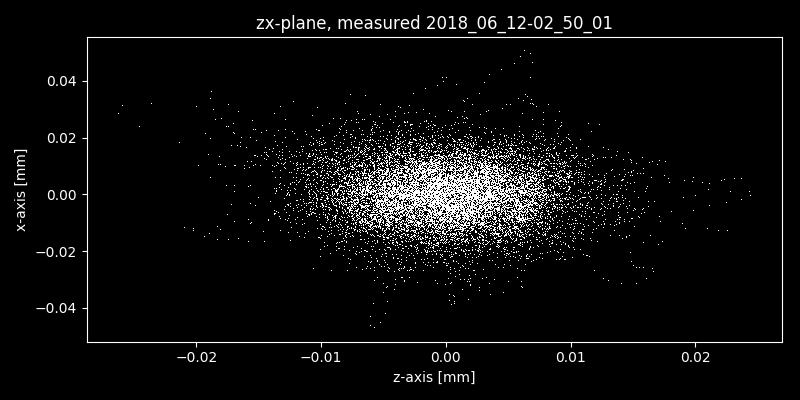 zx-plane, measured 2018_06_12-02_50_01
0.04
0.02
0.00
−0.02
−0.04
x-axis [mm]
−0.02 −0.01 0.00 0.01 0.02
z-axis [mm]